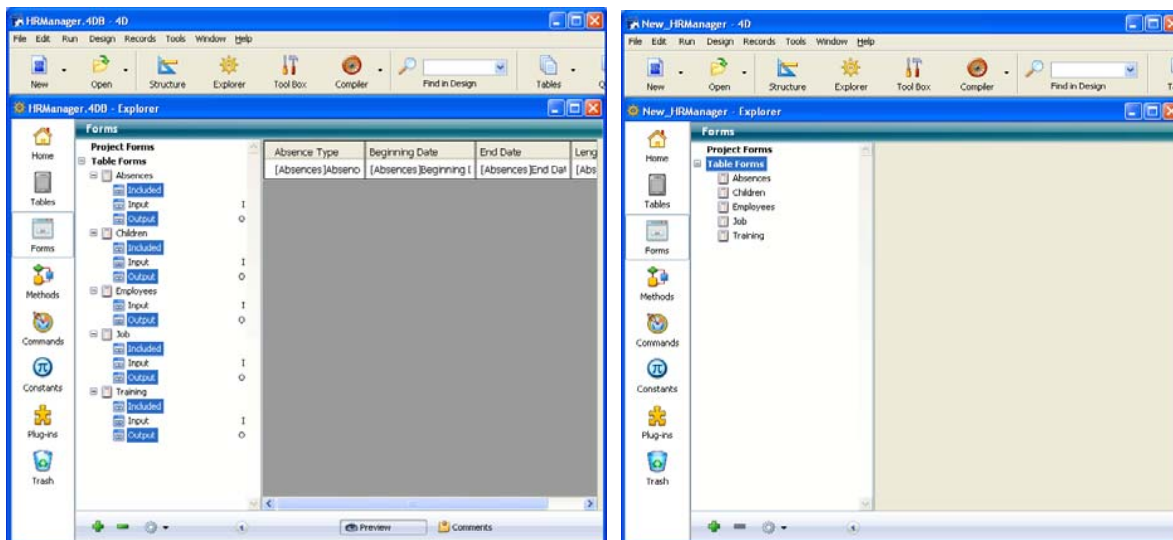 HRManager.4DB - 4D
File Edit Run Design Records Tools Window Help
New Open Structure Explorer Tool Box Compiler Find in Design Tables
HRManager.4DB - Explorer
Home
Tables
Forms
Methods
Commands
Constants
Plug-ins
Trash
Forms
Project Forms
Table Forms
Absences
Included
Input I
Output O
Children
Included
Input I
Output O
Employees
Input I
Output O
Job
Included
Input I
Output O
Training
Included
Input I
Output O
Absence Type Beginning Date End Date Leng
[Absences]Absenc [Absences]Beginning [Absences]End Dat [Abs
Preview Comments
New_HRManager - 4D
File Edit Run Design Records Tools Window Help
New Open Structure Explorer Tool Box Compiler Find in Design
New_HRManager - Explorer
Home
Tables
Forms
Methods
Commands
Constants
Plug-ins
Trash
Forms
Project Forms
Table Forms
Absences
Children
Employees
Job
Training